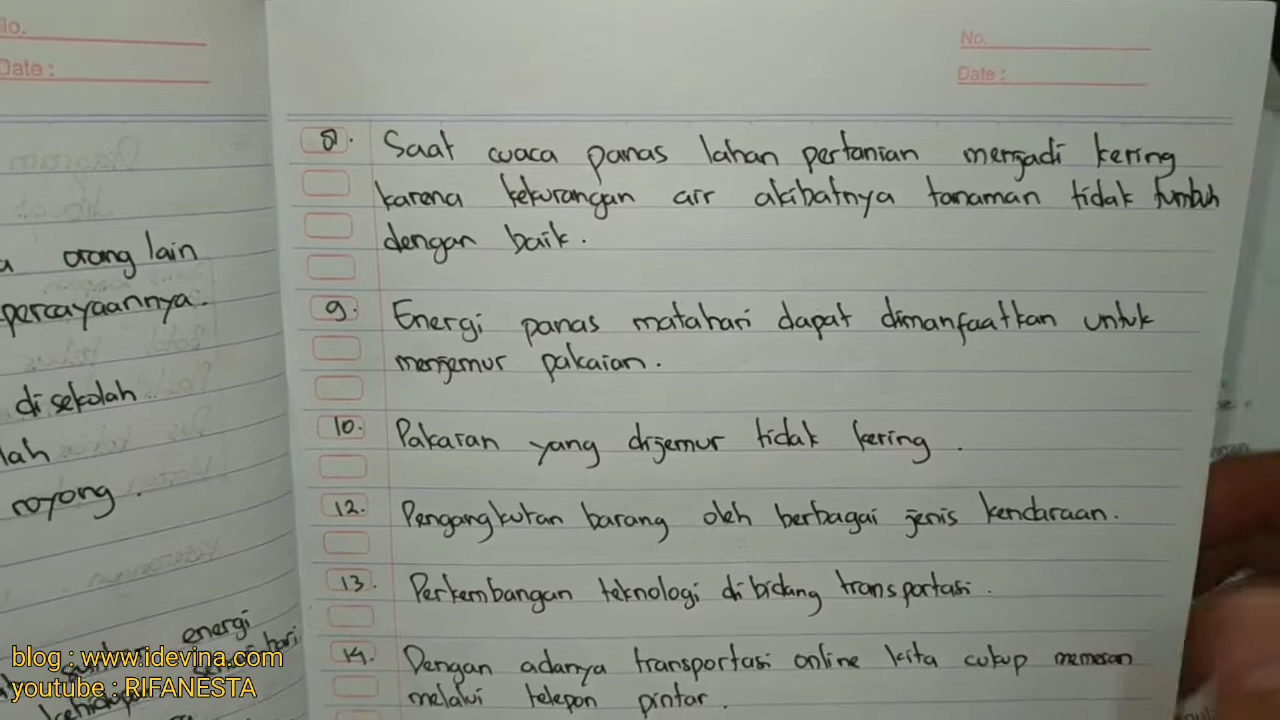 No.
Date :
a orang lain
percayaannya.
di sekolah
lah
royong.
energi
No.
Date :
8. Saat cuaca panas lahan pertanian menjadi kering
karena kekurangan air akibatnya tanaman tidak tumbuh
dengan baik.
9. Energi panas matahari dapat dimanfaatkan untuk
menjemur pakaian.
10. Pakaian yang dijemur tidak kering.
12. Pengangkutan barang oleh berbagai jenis kendaraan.
13. Perkembangan teknologi di bidang transportasi.
14. Dengan adanya transportasi online kita cukup memesan
melalui telepon pintar.
blog : www.idevina.com
youtube : RIFANESTA